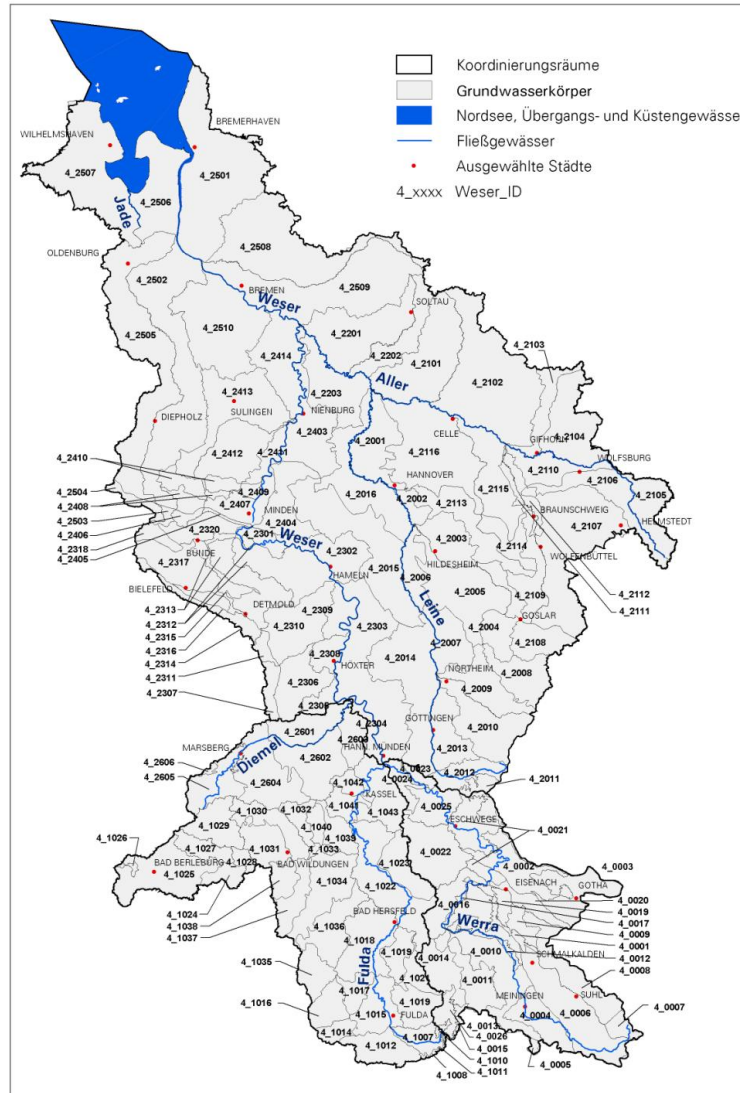 Koordinierungsräume
Grundwasserkörper
Nordsee, Übergangs- und Küstengewässer
Fließgewässer
Ausgewählte Städte
4_xxxx Weser_ID
WILHELMSHAVEN
BREMERHAVEN
4_2507
4_2501
4_2506
Jade
4_2508
OLDENBURG
4_2502
BREMEN
4_2509
Weser
SOLTAU
4_2510
4_2505
4_2201
4_2414
4_2202
4_2101
4_2103
4_2102
Aller
4_2413
SULINGEN
4_2203
NIENBURG
DIEPHOLZ
4_2403
CELLE
4_2001
GIFHORN
4_2104
4_2412
4_2411
4_2116
WOLFSBURG
4_2410
4_2110
4_2106
HANNOVER
4_2504
4_2409
4_2016
4_2002
4_2115
4_2105
4_2408
4_2407
4_2113
4_2503
MINDEN
BRAUNSCHWEIG
HELMSTEDT
4_2406
4_2404
4_2107
4_2318
4_2320
4_2301
Weser
4_2003
4_2114
4_2405
BÜNDE
4_2302
HILDESHEIM
WOLFENBÜTTEL
4_2317
HAMELN
4_2015
4_2006
4_2112
BIELEFELD
4_2005
4_2111
4_2313
DETMOLD
4_2309
Leine
4_2109
4_2312
4_2310
4_2303
4_2004
GOSLAR
4_2315
4_2316
4_2108
4_2314
4_2007
4_2311
4_2308
HÖXTER
4_2014
4_2008
4_2307
4_2306
NORTHEIM
4_2009
4_2305
GÖTTINGEN
4_2010
4_2304
4_2601
4_2603
4_2013
MARSBERG
HANN. MÜNDEN
4_2602
4_2012
4_2011
4_2606
Diemel
4_0023
4_2605
4_0024
4_2604
4_1042
KASSEL
4_1041
4_1043
4_0025
ESCHWEGE
4_1030
4_1032
4_0021
4_1029
4_1040
4_1039
4_0022
4_1026
4_1027
4_1031
4_1033
4_0002
4_0003
BAD BERLEBURG
4_1028
BAD WILDUNGEN
4_1023
EISENACH
GOTHA
4_1025
4_1034
4_1022
4_0020
4_1024
4_0016
4_0019
4_1038
BAD HERSFELD
4_0017
4_1037
4_1036
Werra
4_0009
4_1018
4_0001
4_0010
4_0012
4_1035
4_1019
4_0014
SCHMALKALDEN
4_0008
Fulda
4_1021
4_0011
4_1017
MEININGEN
SUHL
4_1016
4_1019
4_0007
4_1015
FULDA
4_0004
4_0006
4_1014
4_0013
4_1007
4_0026
4_1012
4_0015
4_1010
4_0005
4_1011
4_1008